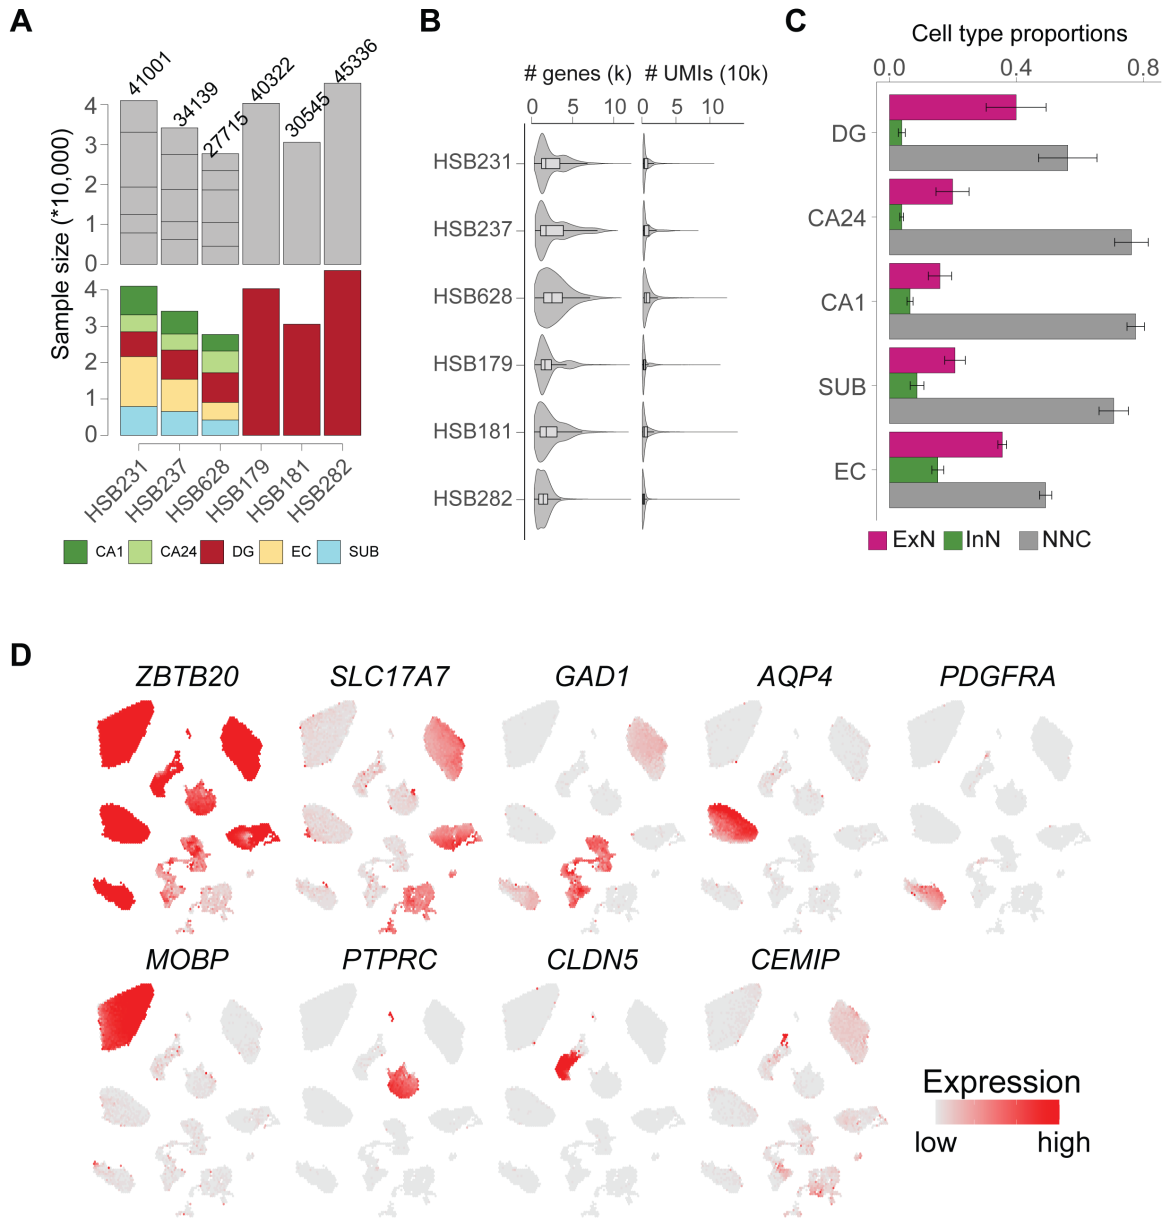 A
B
C
Cell type proportions
# genes (k)
# UMIs (10k)
0
5
10
0
5
10
0.0
0.4
0.8
41001
34139
27715
40322
30545
45336
Sample size (*10,000)
4
3
2
1
0
4
3
2
1
0
HSB231
HSB237
HSB628
HSB179
HSB181
HSB282
CA1
CA24
DG
EC
SUB
HSB231
HSB237
HSB628
HSB179
HSB181
HSB282
DG
CA24
CA1
SUB
EC
ExN
InN
NNC
D
ZBTB20
SLC17A7
GAD1
AQP4
PDGFRA
MOBP
PTPRC
CLDN5
CEMIP
Expression
low
high